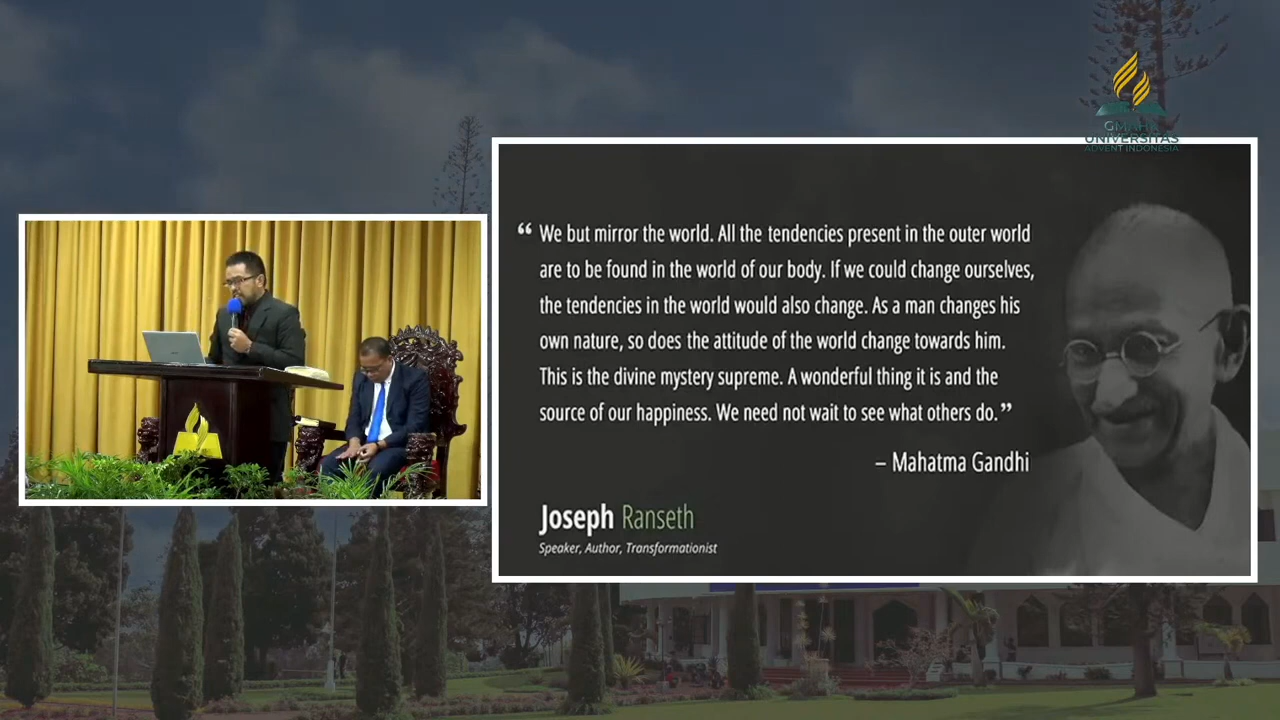 GMAHK
UNIVERSITAS
ADVENT INDONESIA
“ We but mirror the world. All the tendencies present in the outer world
are to be found in the world of our body. If we could change ourselves,
the tendencies in the world would also change. As a man changes his
own nature, so does the attitude of the world change towards him.
This is the divine mystery supreme. A wonderful thing it is and the
source of our happiness. We need not wait to see what others do.”
– Mahatma Gandhi
Joseph Ranseth
Speaker, Author, Transformationist